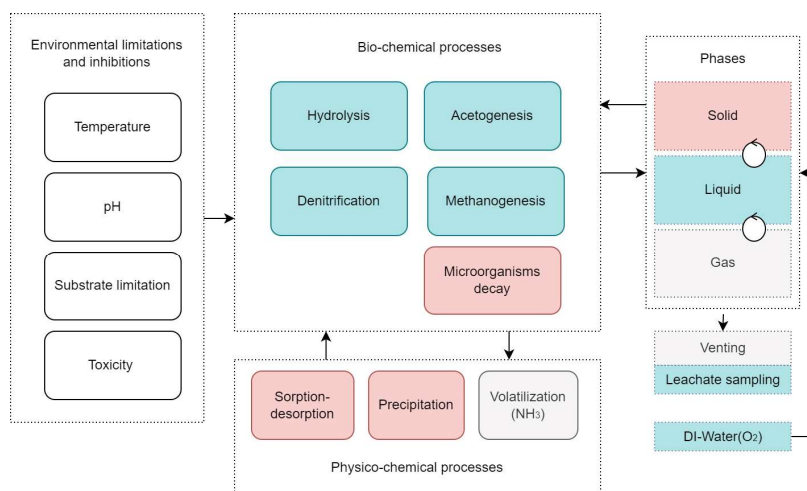 Environmental limitations
and inhibitions
Temperature
pH
Substrate limitation
Toxicity
Bio-chemical processes
Hydrolysis
Acetogenesis
Denitrification
Methanogenesis
Microorganisms
decay
Sorption-
desorption
Precipitation
Volatilization
(NH3)
Physico-chemical processes
Phases
Solid
Liquid
Gas
Venting
Leachate sampling
DI-Water(O2)